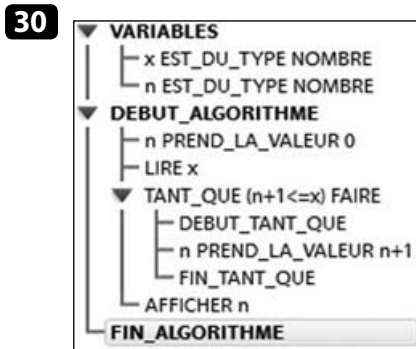 30
VARIABLES
x EST_DU_TYPE NOMBRE
n EST_DU_TYPE NOMBRE
DEBUT_ALGORITHME
n PREND_LA_VALEUR 0
LIRE x
TANT_QUE (n+1<=x) FAIRE
DEBUT_TANT_QUE
n PREND_LA_VALEUR n+1
FIN_TANT_QUE
AFFICHER n
FIN_ALGORITHME